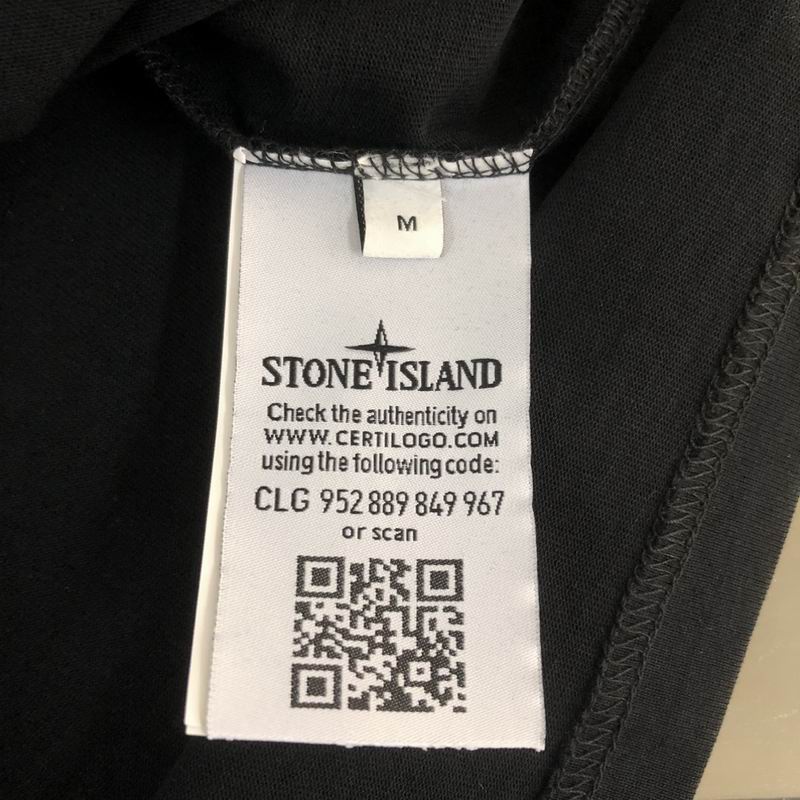 M
STONE ISLAND
Check the authenticity on
WWW.CERTILOGO.COM
using the following code:
CLG 952 889 849 967
or scan